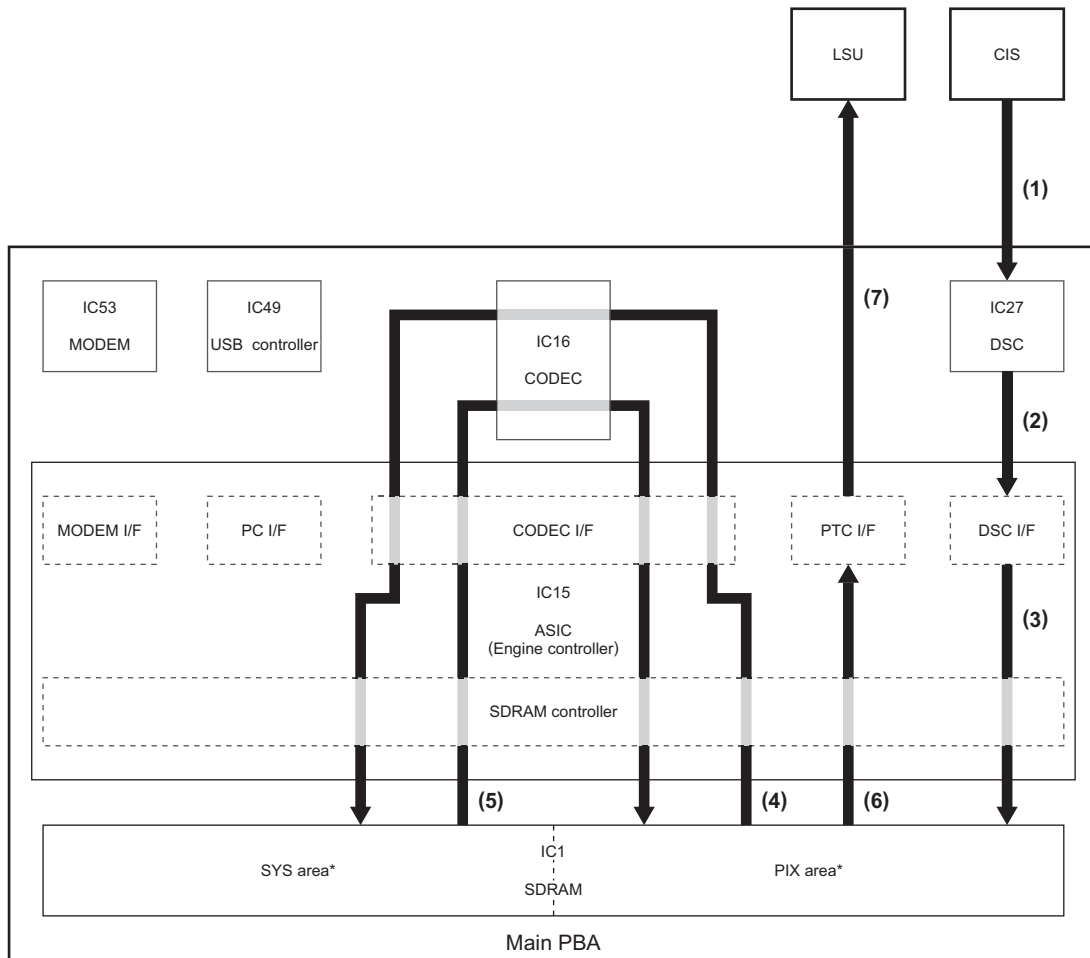 LSU
CIS
(1)
(7)
IC53
MODEM
IC49
USB controller
IC16
CODEC
IC27
DSC
(2)
MODEM I/F
PC I/F
CODEC I/F
PTC I/F
DSC I/F
IC15
ASIC
(Engine controller)
(3)
SDRAM controller
(5)
(4)
(6)
SYS area*
IC1
SDRAM
PIX area*
Main PBA